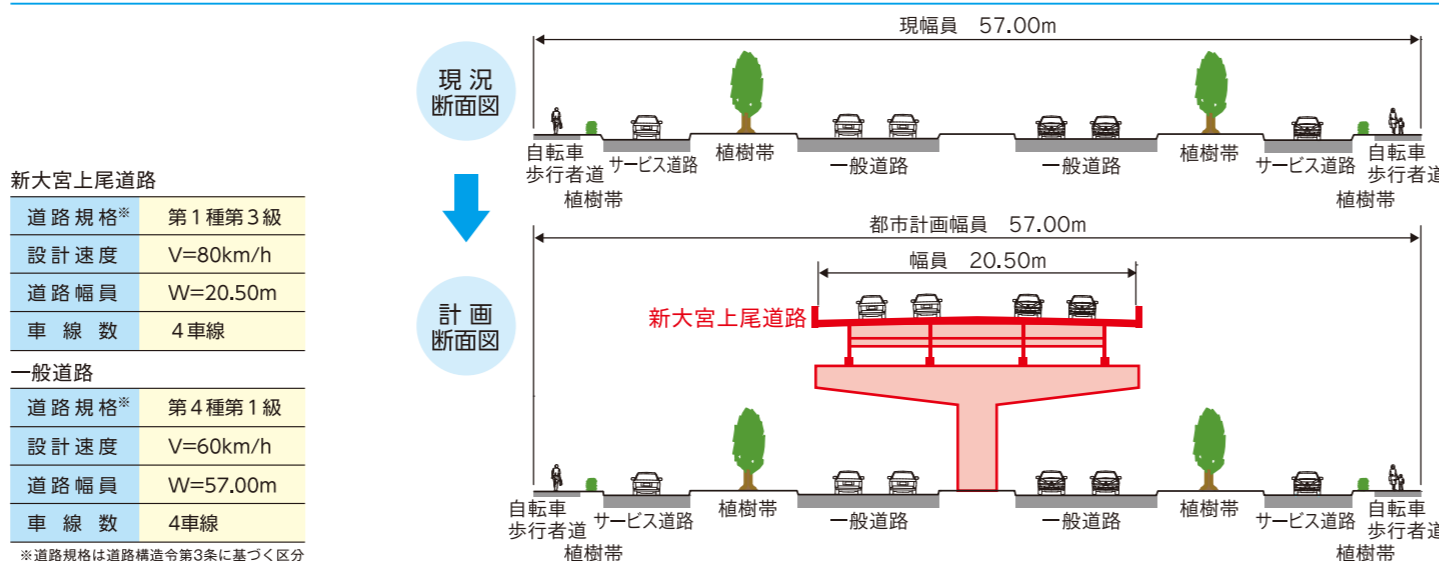 現幅員 57.00m
現況
断面図
自転車
歩行者道
植樹帯
サービス道路
植樹帯
一般道路
一般道路
植樹帯
サービス道路
自転車
歩行者道
植樹帯
新大宮上尾道路
道路規格※ 第1種第3級
設計速度 V=80km/h
道路幅員 W=20.50m
車線数 4車線
一般道路
道路規格※ 第4種第1級
設計速度 V=60km/h
道路幅員 W=57.00m
車線数 4車線
※道路規格は道路構造令第3条に基づく区分
都市計画幅員 57.00m
幅員 20.50m
計画
断面図
新大宮上尾道路
自転車
歩行者道
植樹帯
サービス道路
植樹帯
一般道路
一般道路
植樹帯
サービス道路
自転車
歩行者道
植樹帯